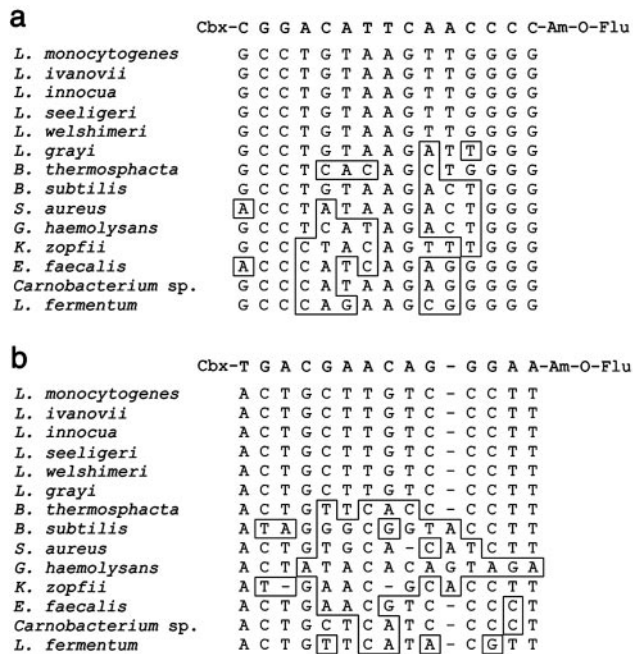 a
Cbx-C G G A C A T T C A A C C C C-Am-O-Flu
L. monocytogenes G C C T G T A A G T T G G G G
L. ivanovii G C C T G T A A G T T G G G G
L. innocua G C C T G T A A G T T G G G G
L. seeligeri G C C T G T A A G T T G G G G
L. welshimeri G C C T G T A A G T T G G G G
L. grayi G C C T G T A A G A T T G G G
B. thermosphacta G C C T C A C A G C T G G G G
B. subtilis G C C T G T A A G A C T G G G
S. aureus A C C T A T A A G A C T G G G
G. haemolysans G C C T C A T A G A C T G G G
K. zopfii G C C C T A C A G T T T G G G
E. faecalis A C C C A T C A G A G G G G G
Carnobacterium sp. G C C C A T A A G A G G G G G
L. fermentum G C C C A G A A G C G G G G G
b
Cbx-T G A C G A A C A G - G G A A-Am-O-Flu
L. monocytogenes A C T G C T T G T C - C C T T
L. ivanovii A C T G C T T G T C - C C T T
L. innocua A C T G C T T G T C - C C T T
L. seeligeri A C T G C T T G T C - C C T T
L. welshimeri A C T G C T T G T C - C C T T
L. grayi A C T G C T T G T C - C C T T
B. thermosphacta A C T G T T C A C C - C C T T
B. subtilis A T A G G G C G G T A C C T T
S. aureus A C T G T G C A - C A T C T T
G. haemolysans A C T A T A C A C A G T A G A
K. zopfii A T - G A A C - G C A C C T T
E. faecalis A C T G A A C G T C - C C C T
Carnobacterium sp. A C T G C T C A T C - C C C T
L. fermentum A C T G T T C A T A - C G T T